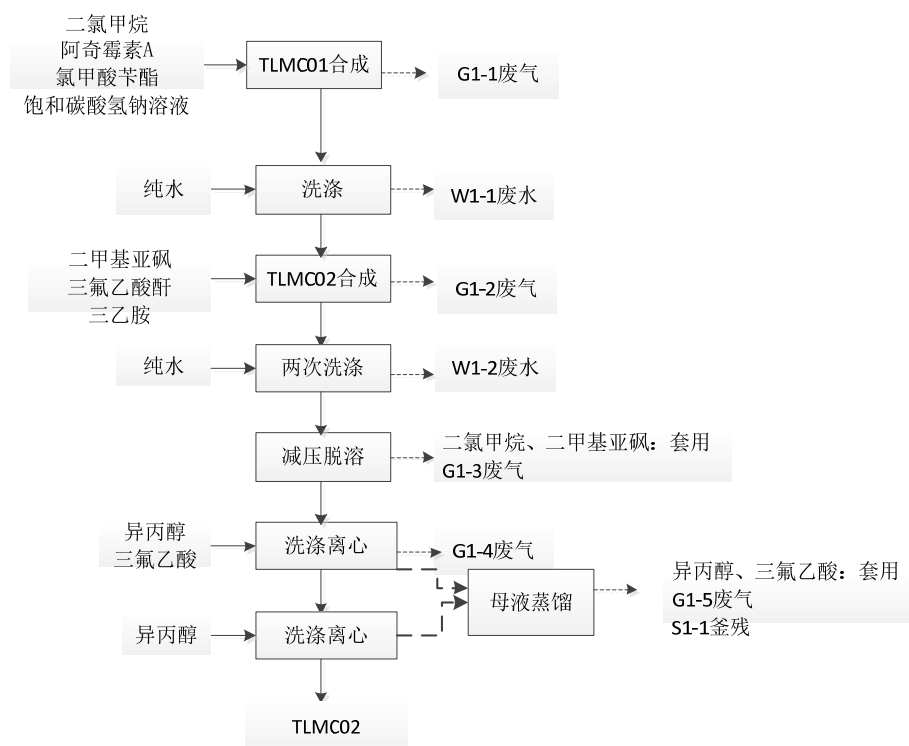 二氯甲烷
阿奇霉素A
氯甲酸苄酯
饱和碳酸氢钠溶液
TLMC01合成
G1-1废气
纯水
洗涤
W1-1废水
二甲基亚砜
三氟乙酸酐
三乙胺
TLMC02合成
G1-2废气
纯水
两次洗涤
W1-2废水
减压脱溶
二氯甲烷、二甲基亚砜：套用
G1-3废气
异丙醇
三氟乙酸
洗涤离心
G1-4废气
母液蒸馏
异丙醇、三氟乙酸：套用
G1-5废气
S1-1釜残
异丙醇
洗涤离心
TLMC02